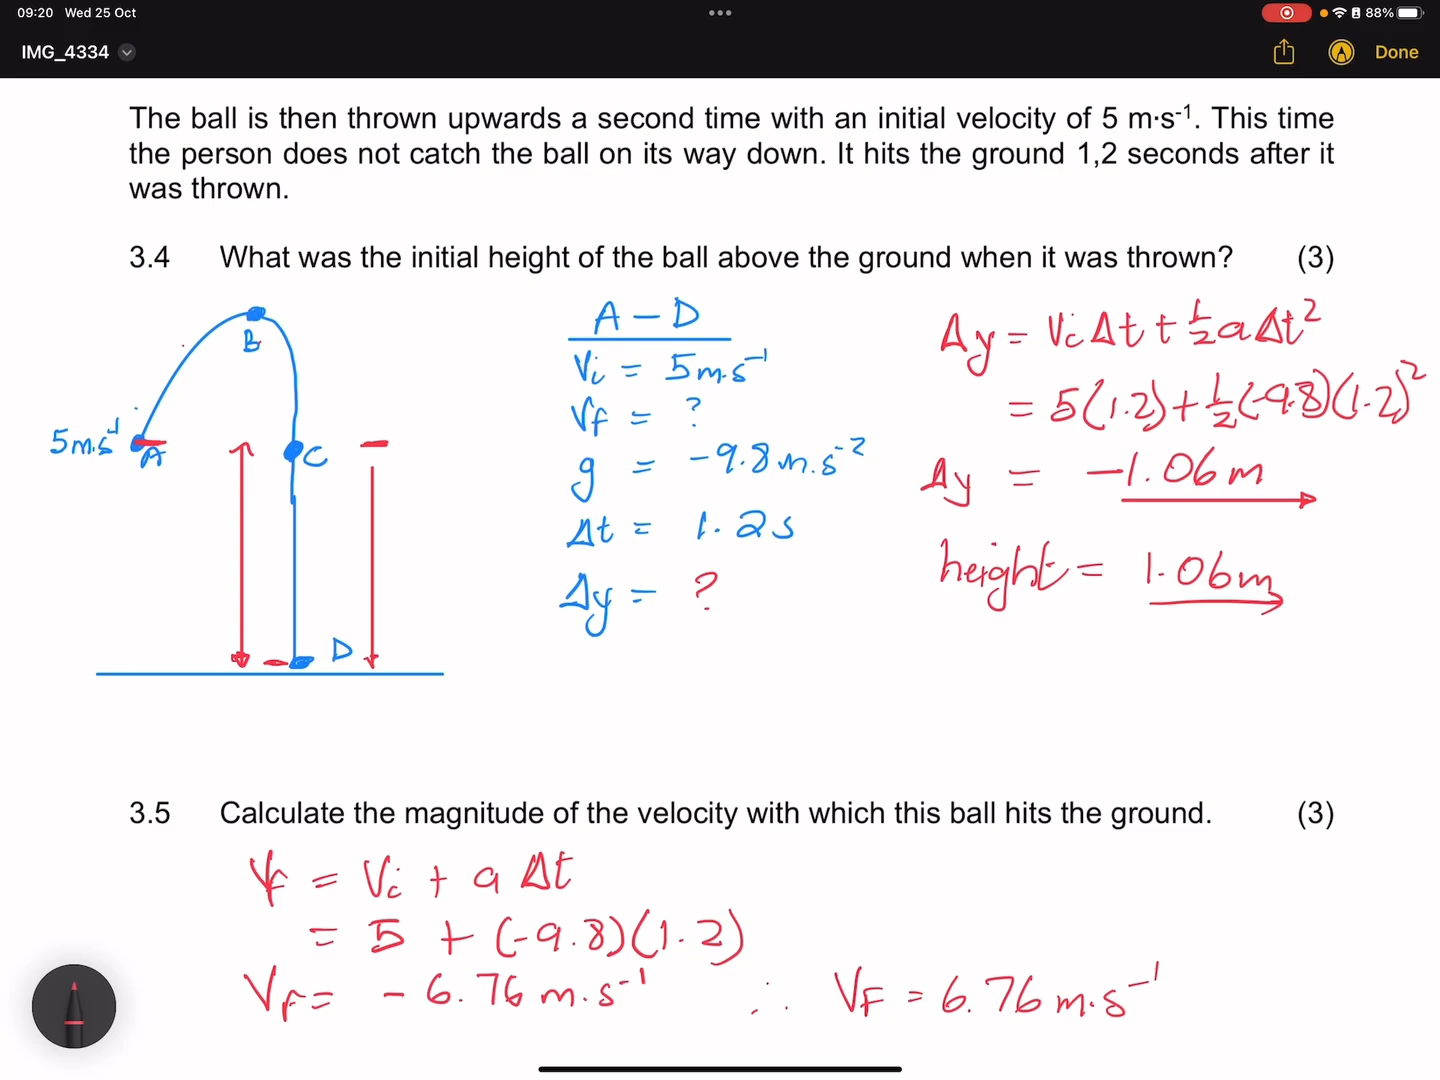 09:20 Wed 25 Oct
88%
IMG_4334
Done
The ball is then thrown upwards a second time with an initial velocity of 5 m·s⁻¹. This time
the person does not catch the ball on its way down. It hits the ground 1,2 seconds after it
was thrown.
3.4 What was the initial height of the ball above the ground when it was thrown? (3)
B
5m.s⁻¹
A
C
D
A – D
Vi = 5m.s⁻¹
Vf = ?
g = -9.8m.s⁻²
Δt = 1.2s
Δy = ?
Δy = ViΔt + ½aΔt²
= 5(1.2)+½(-9.8)(1.2)²
Δy = -1.06m
height = 1.06m
3.5 Calculate the magnitude of the velocity with which this ball hits the ground. (3)
Vf = Vi + aΔt
= 5 + (-9.8)(1.2)
VF = -6.76m.s⁻¹ ∴ VF = 6.76m.s⁻¹